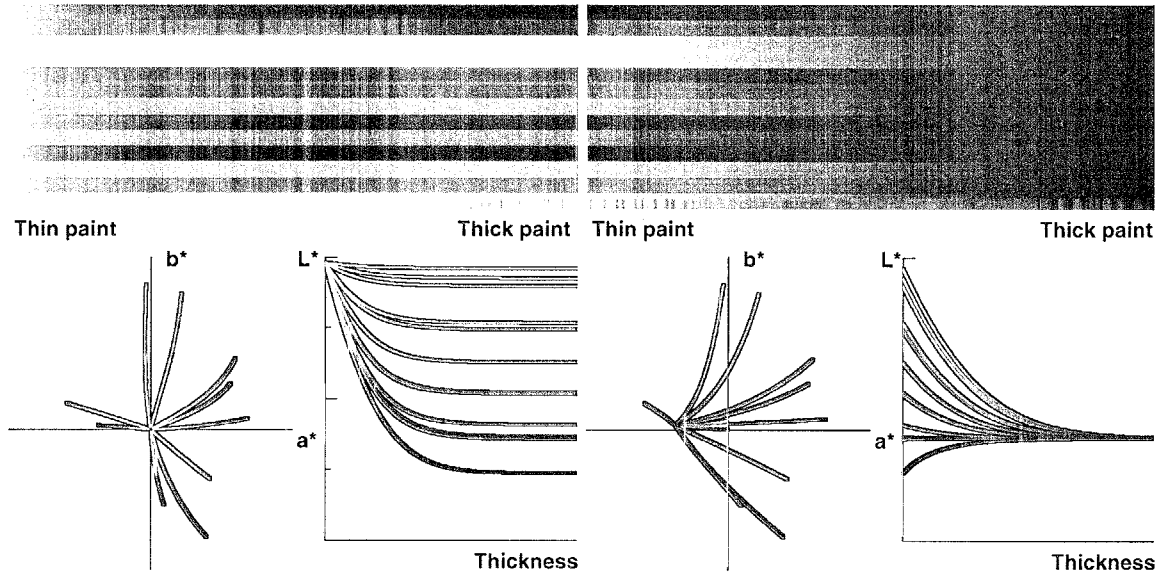 Thin paint
Thick paint
Thin paint
Thick paint
b*
L*
a*
Thickness
b*
L*
a*
Thickness